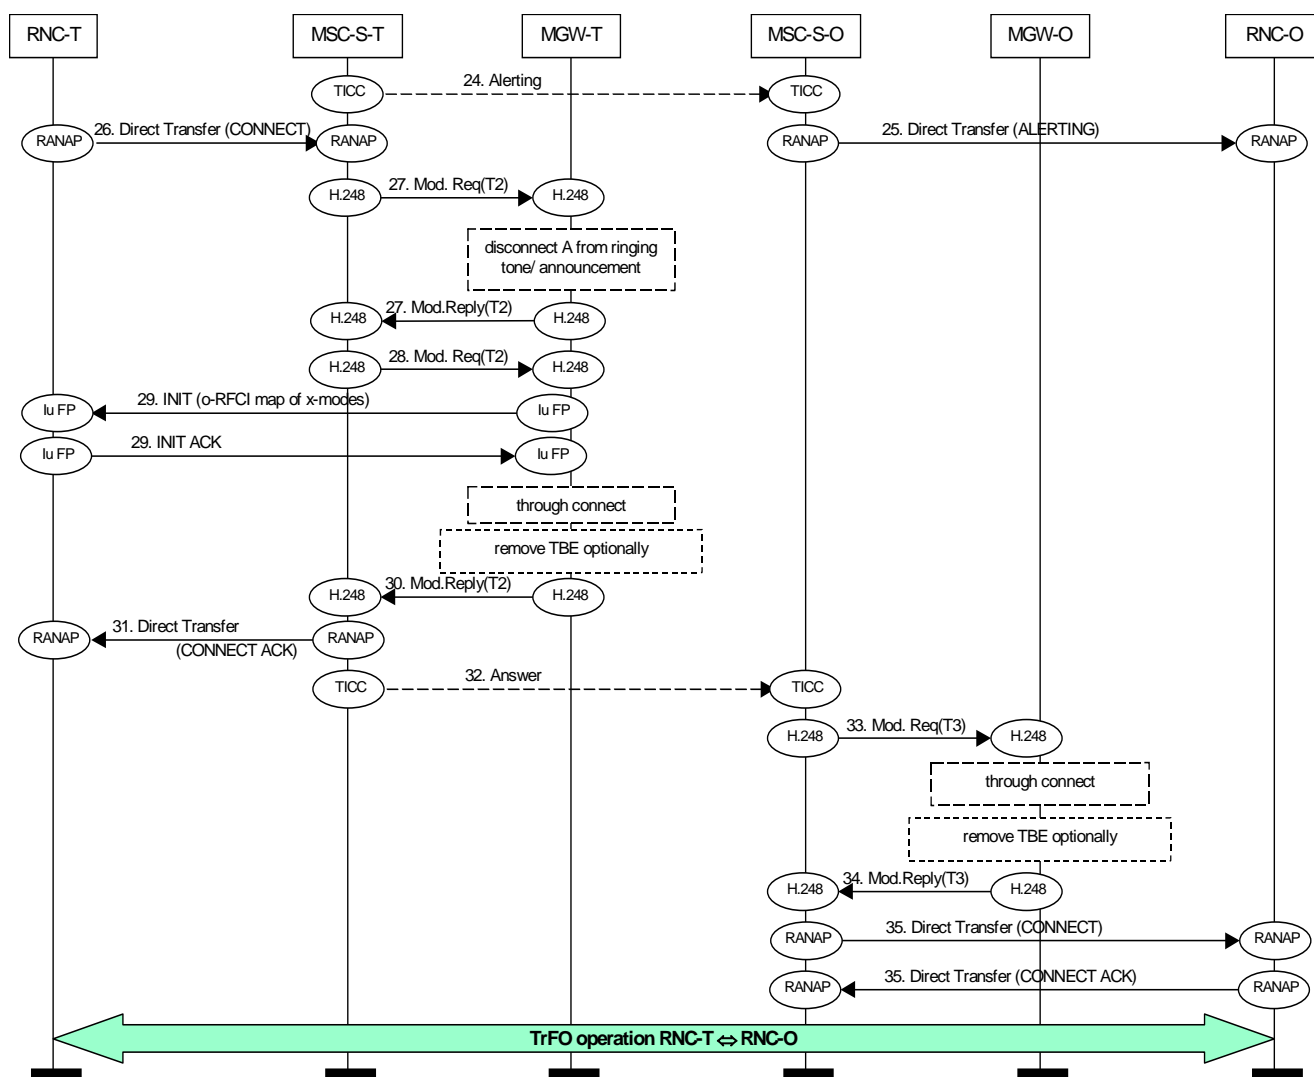 RNC-T
MSC-S-T
MGW-T
MSC-S-O
MGW-O
RNC-O
24. Alerting
TICC
TICC
26. Direct Transfer (CONNECT)
25. Direct Transfer (ALERTING)
RANAP
RANAP
RANAP
RANAP
27. Mod. Req(T2)
H.248
H.248
disconnect A from ringing
tone/ announcement
27. Mod.Reply(T2)
H.248
H.248
28. Mod. Req(T2)
H.248
H.248
29. INIT (o-RFCI map of x-modes)
Iu FP
Iu FP
29. INIT ACK
Iu FP
Iu FP
through connect
remove TBE optionally
30. Mod.Reply(T2)
H.248
H.248
31. Direct Transfer
(CONNECT ACK)
RANAP
RANAP
32. Answer
TICC
TICC
33. Mod. Req(T3)
H.248
H.248
through connect
remove TBE optionally
34. Mod.Reply(T3)
H.248
H.248
35. Direct Transfer (CONNECT)
RANAP
RANAP
35. Direct Transfer (CONNECT ACK)
RANAP
RANAP
TrFO operation RNC-T ⇔ RNC-O